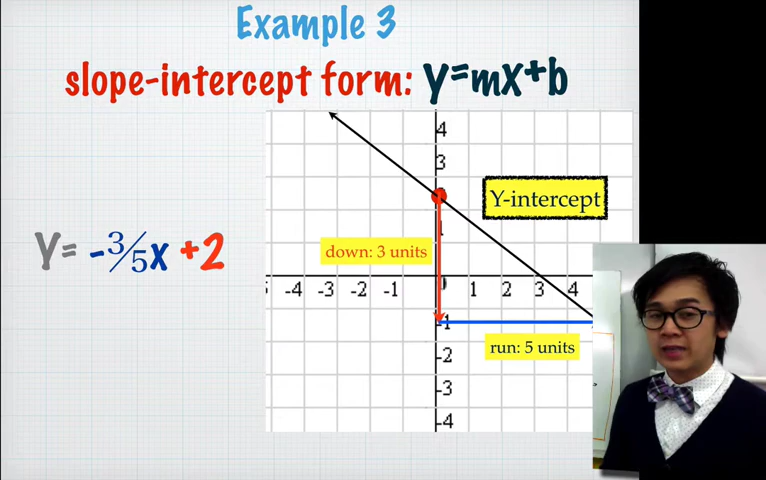 Example 3
slope-intercept form: y=mx+b
4
3
Y-intercept
1
Y= -3/5x +2
down: 3 units
-4 -3 -2 -1 0 1 2 3 4
-1
run: 5 units
-2
-3
-4